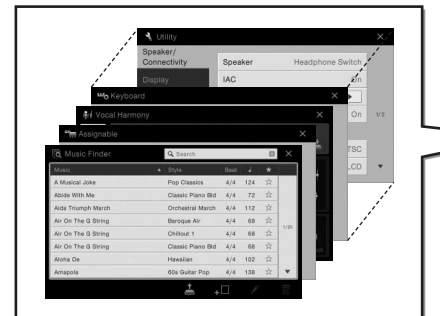 Utility
Speaker/
Connectivity
Speaker Headphone Switch
Display
IAC On
Keyboard
On 1/2
Vocal Harmony
Assignable
TSC
LCD
Music Finder Search
Music Style Beat
A Musical Joke Pop Classics 4/4 124
Abide With Me Classic Piano Bld 4/4 72
Aida Triumph March Orchestral March 4/4 112
Air On The G String Baroque Air 4/4 69
Air On The G String Chillout 1 4/4 68
Air On The G String Classic Piano Bld 4/4 66
Aloha Oe Hawaiian 4/4 102
Amapola 60s Guitar Pop 4/4 138
1/20